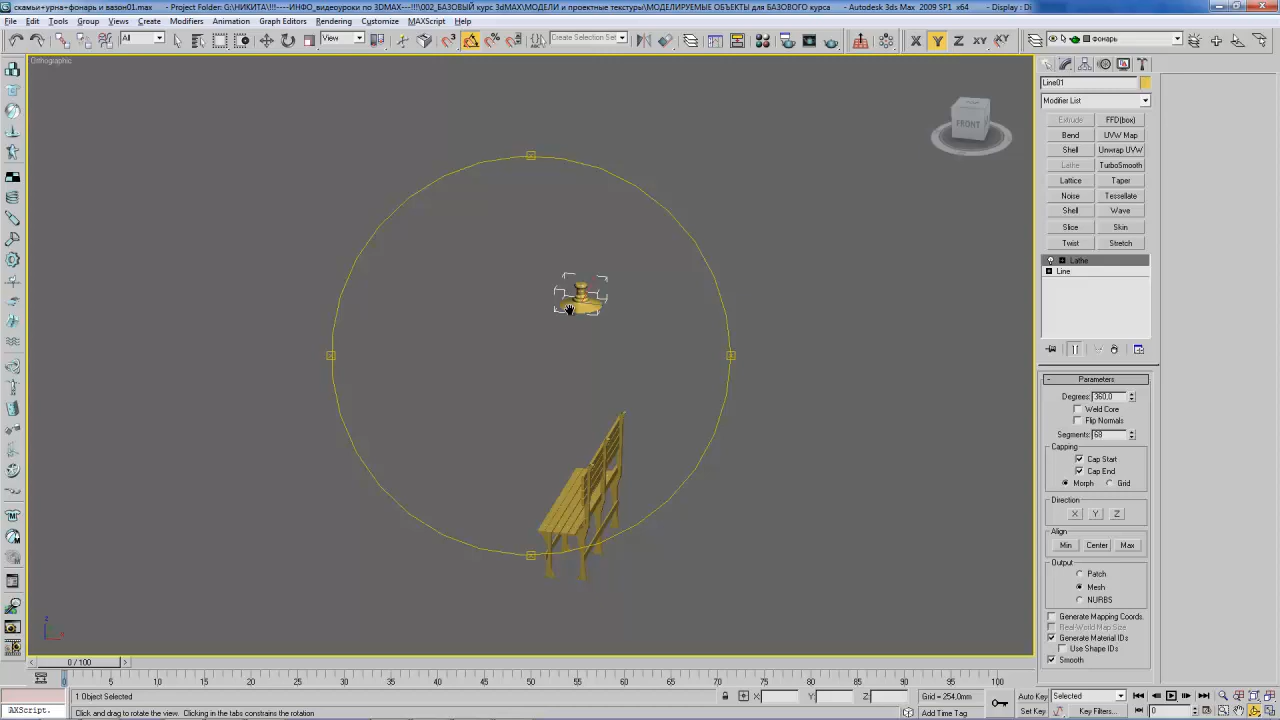 скамьи+урна+фонарь и вазон01.max     - Project Folder: G:\НИКИТА\!!!----ИНФО_видеоуроки по 3DMAX---!!!\002_БАЗОВЫЙ курс 3dMAX\МОДЕЛИ и проектные текстуры\МОДЕЛИРУЕМЫЕ ОБЪЕКТЫ ДЛЯ БАЗОВОГО курса     - Autodesk 3ds Max  2009 SP1  x64     - Display : Di
File Edit Tools Group Views Create Modifiers Animation Graph Editors Rendering Customize MAXScript Help
All View Create Selection Set X Y Z XY XY фонарь
Orthographic
FRONT
Line01
Modifier List
Extrude FFD(box)
Bend UVW Map
Shell Unwrap UVW
Lathe TurboSmooth
Lattice Taper
Noise Tessellate
Shell Wave
Slice Skin
Twist Stretch
Lathe
Line
Parameters
Degrees: 360,0
Weld Core
Flip Normals
Segments: 68
Capping
Cap Start
Cap End
Morph Grid
Direction
X Y Z
Align
Min Center Max
Output
Patch
Mesh
NURBS
Generate Mapping Coords.
Real-World Map Size
Generate Material IDs
Use Shape IDs
Smooth
z
x
0 / 100
0 5 10 15 20 25 30 35 40 45 50 55 60 65 70 75 80 85 90 95 100
1 Object Selected X: Y: Z: Grid = 254,0mm Auto Key Selected
AXScript. Click and drag to rotate the view.  Clicking in the tabs constrains the rotation Add Time Tag Set Key Key Filters... 0